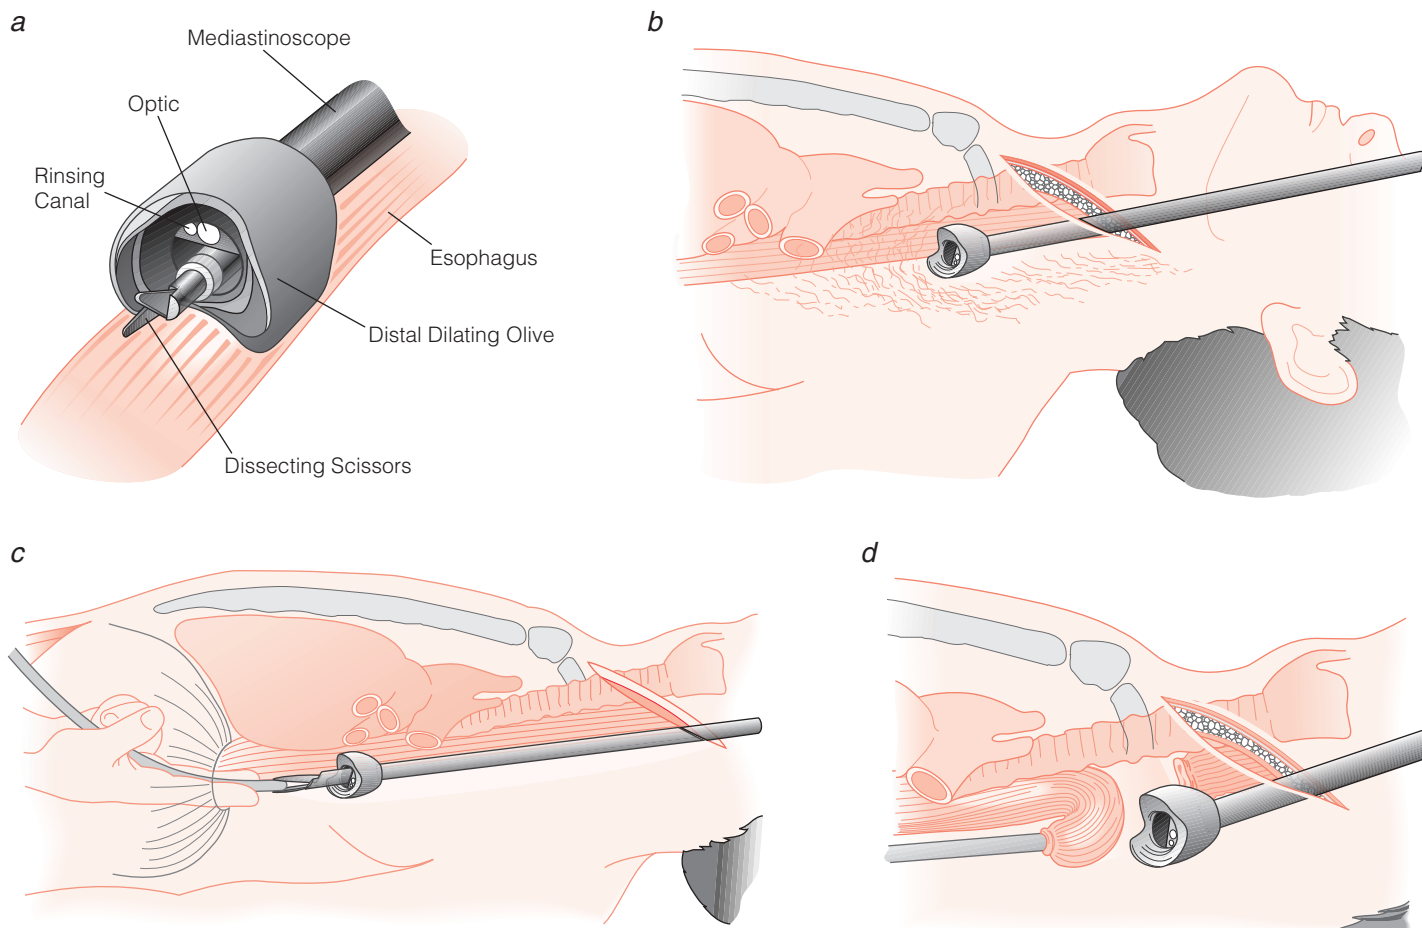 a
Mediastinoscope
Optic
Rinsing
Canal
Esophagus
Distal Dilating Olive
Dissecting Scissors
b
c
d